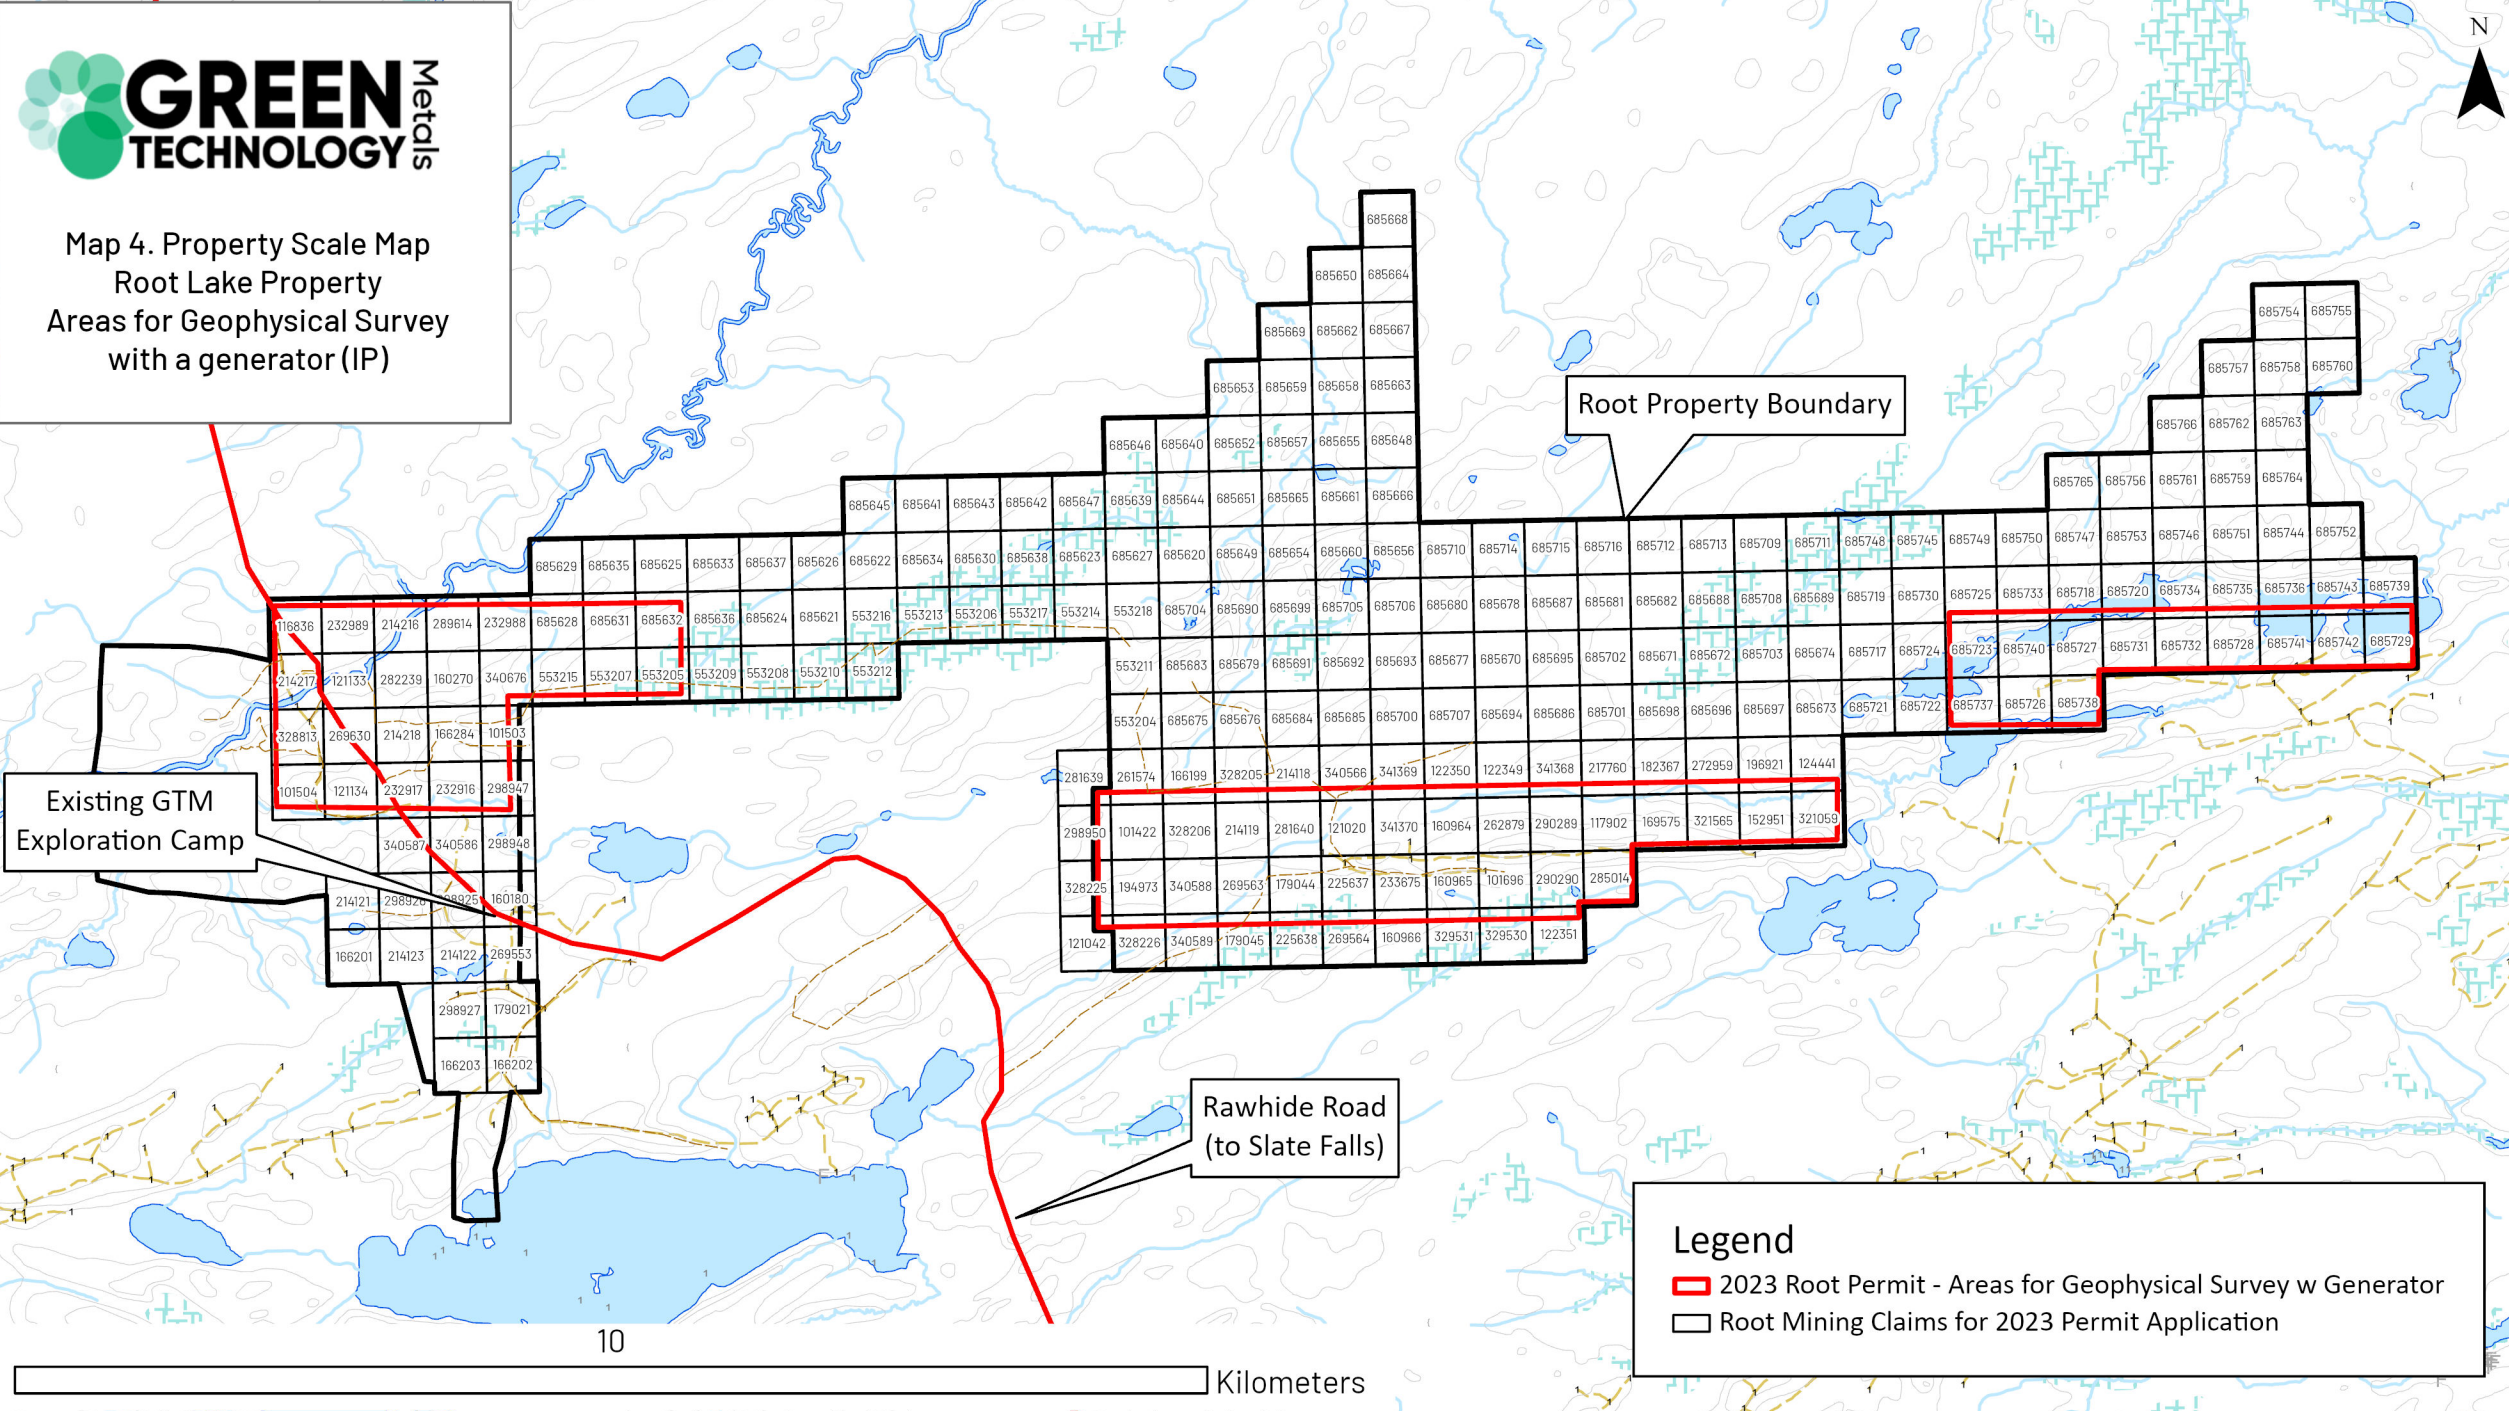 GREEN
TECHNOLOGY
Metals
Map 4. Property Scale Map
Root Lake Property
Areas for Geophysical Survey
with a generator (IP)
N
685668
685650 685664
685669 685662 685667
685653 685659 685658 685663
685646 685640 685652 685657 685655 685648
685645 685641 685643 685642 685647 685639 685644 685651 685665 685661 685666
685754 685755
685757 685758 685760
685766 685762 685763
685765 685756 685761 685759 685764
Root Property Boundary
685629 685635 685625 685633 685637 685626 685622 685634 685630 685638 685623 685627 685620 685649 685654 685660 685656 685710 685714 685715 685716 685712 685713 685709 685711 685748 685745 685749 685750 685747 685753 685746 685751 685744 685752
116836 232989 214216 289614 232988 685628 685631 685632 685636 685624 685621 553216 553213 553206 553217 553214 553218 685704 685690 685699 685705 685706 685680 685678 685687 685681 685682 685688 685708 685689 685719 685730 685725 685733 685718 685720 685734 685735 685736 685743 685739
214217 121133 282239 160270 340676 553215 553207 553205 553209 553208 553210 553212 553211 685683 685679 685691 685692 685693 685677 685670 685695 685702 685671 685672 685703 685674 685717 685724 685723 685740 685727 685731 685732 685728 685741 685742 685729
328813 269630 214218 166284 101503 553204 685675 685676 685684 685685 685700 685707 685694 685686 685701 685698 685696 685697 685673 685721 685722 685737 685726 685738
101504 121134 232917 232916 298947 281639 261574 166199 328205 214118 340566 341369 122350 122349 341368 217760 182367 272959 196921 124441
Existing GTM
Exploration Camp
340587 340586 298948 298950 101422 328206 214119 281640 121020 341370 160964 262879 290289 117902 169575 321565 152951 321059
214121 160180 328225 194973 340588 269563 179044 225637 233675 160965 101696 290290 285014
166201 214123 214122 269553 121042 328226 340589 179045 225638 269564 160966 329531 329530 122351
298927 179021
166203 166202
Rawhide Road
(to Slate Falls)
Legend
2023 Root Permit - Areas for Geophysical Survey w Generator
Root Mining Claims for 2023 Permit Application
10
Kilometers